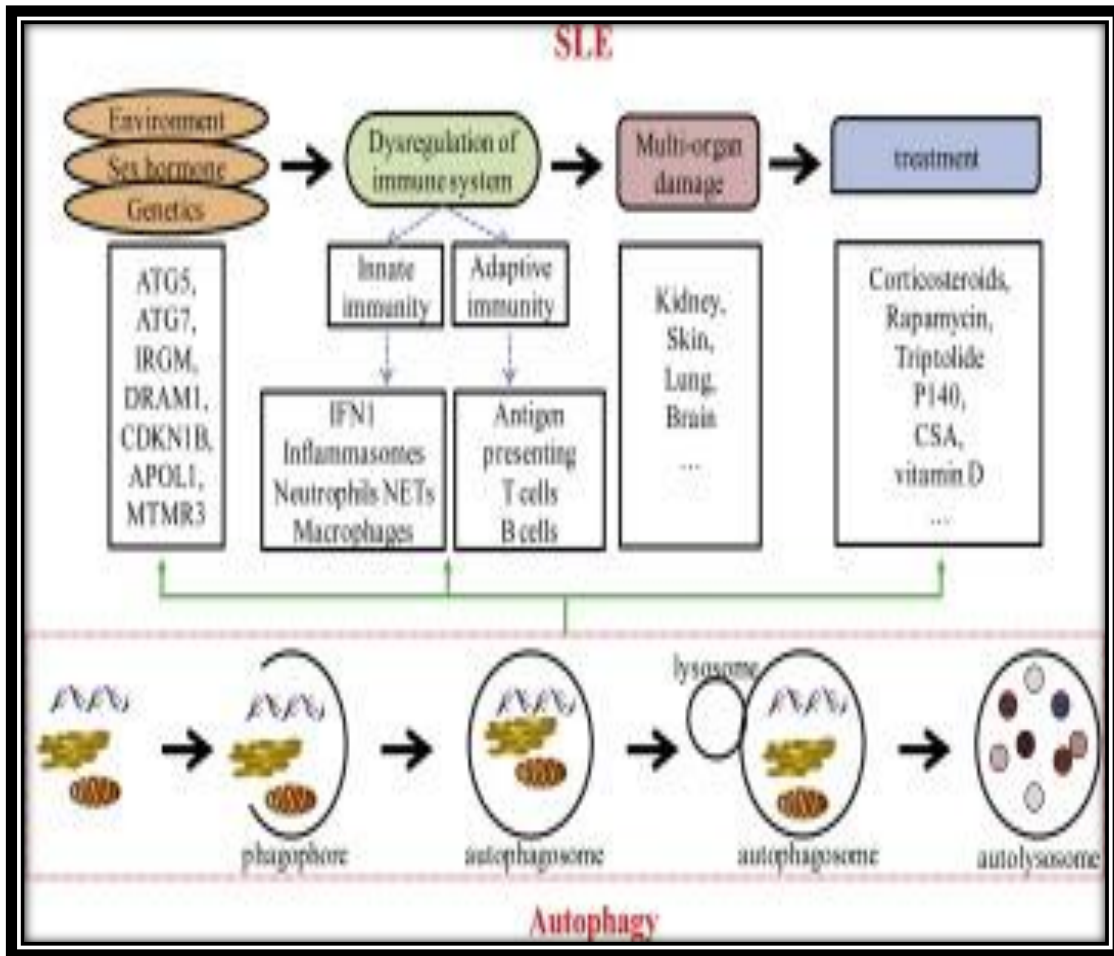 SLE
Environment
Sex hormone
Genetics
Dysregulation of
immune system
Multi-organ
damage
treatment
ATG5,
ATG7,
IRGM,
DRAM1,
CDKN1B,
APOL1,
MTMR3
Innate
immunity
Adaptive
immunity
IFN1
Inflammasomes
Neutrophils NETs
Macrophages
Antigen
presenting
T cells
B cells
Kidney,
Skin,
Lung,
Brain
...
Corticosteroids,
Rapamycin,
Triptolide
P140,
CSA,
vitamin D
...
lysosome
phagophore
autophagosome
autophagosome
autolysosome
Autophagy